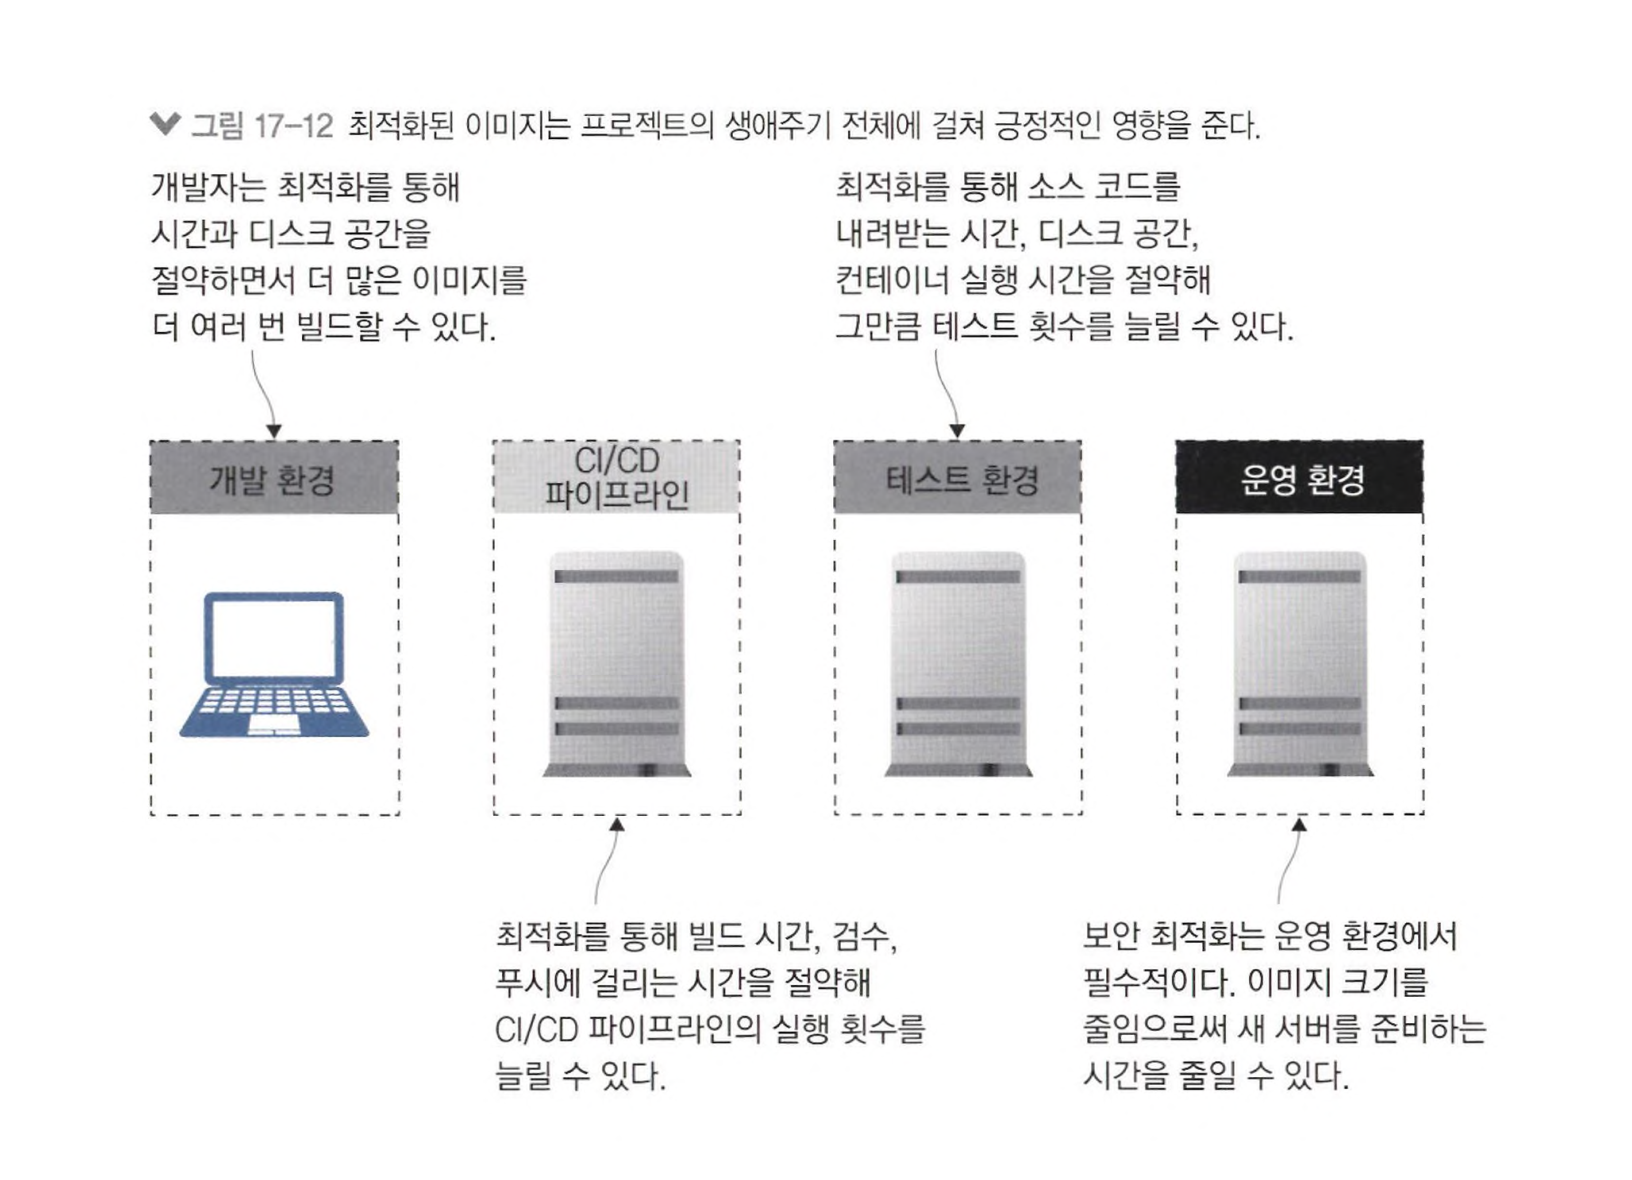 그림 17-12 최적화된 이미지는 프로젝트의 생애주기 전체에 걸쳐 긍정적인 영향을 준다.
개발자는 최적화를 통해
시간과 디스크 공간을
절약하면서 더 많은 이미지를
더 여러 번 빌드할 수 있다.
최적화를 통해 소스 코드를
내려받는 시간, 디스크 공간,
컨테이너 실행 시간을 절약해
그만큼 테스트 횟수를 늘릴 수 있다.
개발 환경
CI/CD
파이프라인
테스트 환경
운영 환경
최적화를 통해 빌드 시간, 검수,
푸시에 걸리는 시간을 절약해
CI/CD 파이프라인의 실행 횟수를
늘릴 수 있다.
보안 최적화는 운영 환경에서
필수적이다. 이미지 크기를
줄임으로써 새 서버를 준비하는
시간을 줄일 수 있다.